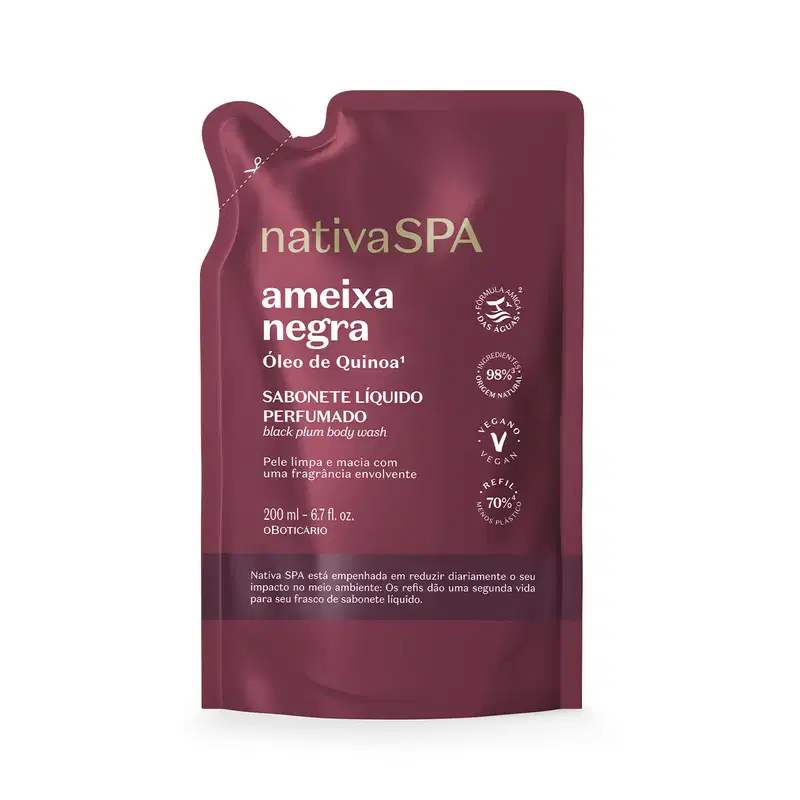 nativaSPA
ameixa
negra
Óleo de Quinoa¹
SABONETE LÍQUIDO
PERFUMADO
black plum body wash
Pele limpa e macia com
uma fragrância envolvente
200 ml - 6.7 fl. oz.
oBOTICÁRIO
FÓRMULA AMIGA²
DAS ÁGUAS
INGREDIENTES
98%³
ORIGEM NATURAL
VEGANO
V
VEGAN
REFIL
70%⁴
MENOS PLÁSTICO
Nativa SPA está empenhada em reduzir diariamente o seu
impacto no meio ambiente: Os refis dão uma segunda vida
para seu frasco de sabonete líquido.